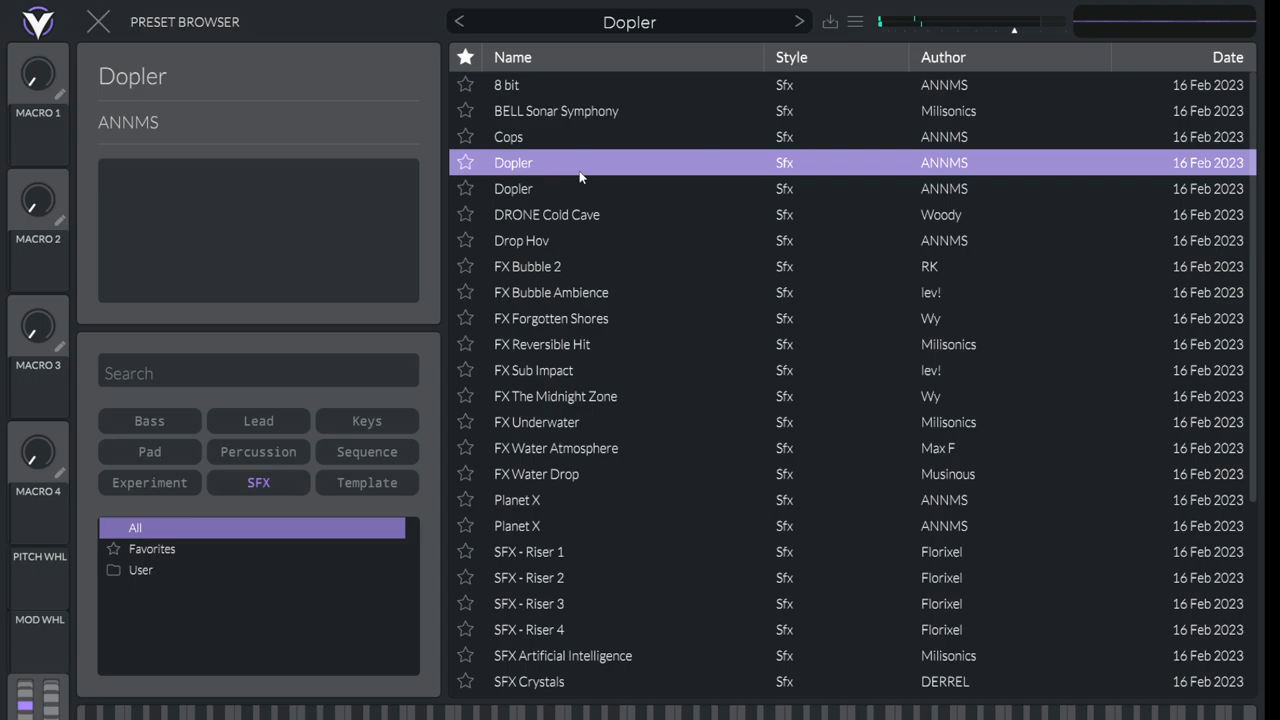 PRESET BROWSER
Dopler
MACRO 1
MACRO 2
MACRO 3
MACRO 4
PITCH WHL
MOD WHL
Dopler
ANNMS
Search
Bass Lead Keys
Pad Percussion Sequence
Experiment SFX Template
All
Favorites
User
Name Style Author Date
8 bit Sfx ANNMS 16 Feb 2023
BELL Sonar Symphony Sfx Milisonics 16 Feb 2023
Cops Sfx ANNMS 16 Feb 2023
Dopler Sfx ANNMS 16 Feb 2023
Dopler Sfx ANNMS 16 Feb 2023
DRONE Cold Cave Sfx Woody 16 Feb 2023
Drop Hov Sfx ANNMS 16 Feb 2023
FX Bubble 2 Sfx RK 16 Feb 2023
FX Bubble Ambience Sfx lev! 16 Feb 2023
FX Forgotten Shores Sfx Wy 16 Feb 2023
FX Reversible Hit Sfx Milisonics 16 Feb 2023
FX Sub Impact Sfx lev! 16 Feb 2023
FX The Midnight Zone Sfx Wy 16 Feb 2023
FX Underwater Sfx Milisonics 16 Feb 2023
FX Water Atmosphere Sfx Max F 16 Feb 2023
FX Water Drop Sfx Musinous 16 Feb 2023
Planet X Sfx ANNMS 16 Feb 2023
Planet X Sfx ANNMS 16 Feb 2023
SFX - Riser 1 Sfx Florixel 16 Feb 2023
SFX - Riser 2 Sfx Florixel 16 Feb 2023
SFX - Riser 3 Sfx Florixel 16 Feb 2023
SFX - Riser 4 Sfx Florixel 16 Feb 2023
SFX Artificial Intelligence Sfx Milisonics 16 Feb 2023
SFX Crystals Sfx DERREL 16 Feb 2023